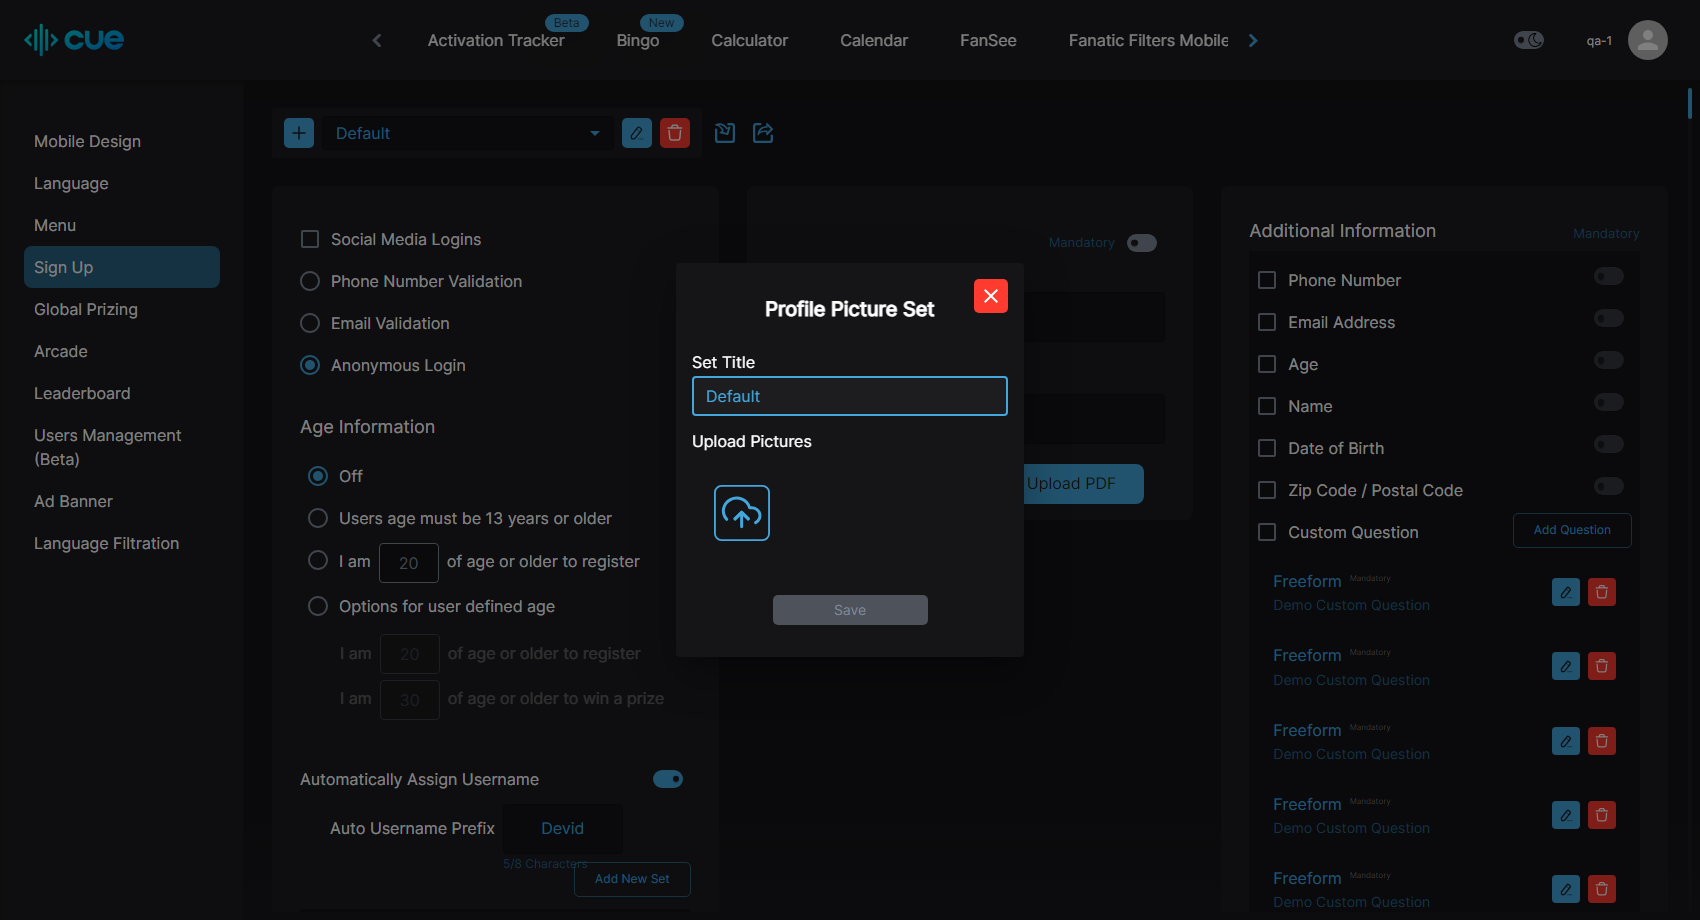 cue
Activation Tracker
Beta
Bingo
New
Calculator
Calendar
FanSee
Fanatic Filters Mobile
qa-1
Mobile Design
Language
Menu
Sign Up
Global Prizing
Arcade
Leaderboard
Users Management
(Beta)
Ad Banner
Language Filtration
Default
Social Media Logins
Phone Number Validation
Email Validation
Anonymous Login
Age Information
Off
Users age must be 13 years or older
I am 20 of age or older to register
Options for user defined age
I am 20 of age or older to register
I am 30 of age or older to win a prize
Automatically Assign Username
Auto Username Prefix Devid
5/8 Characters
Add New Set
Mandatory
Upload PDF
Profile Picture Set
Set Title
Default
Upload Pictures
Save
Additional Information
Mandatory
Phone Number
Email Address
Age
Name
Date of Birth
Zip Code / Postal Code
Custom Question
Add Question
Freeform Mandatory
Demo Custom Question
Freeform Mandatory
Demo Custom Question
Freeform Mandatory
Demo Custom Question
Freeform Mandatory
Demo Custom Question
Freeform Mandatory
Demo Custom Question